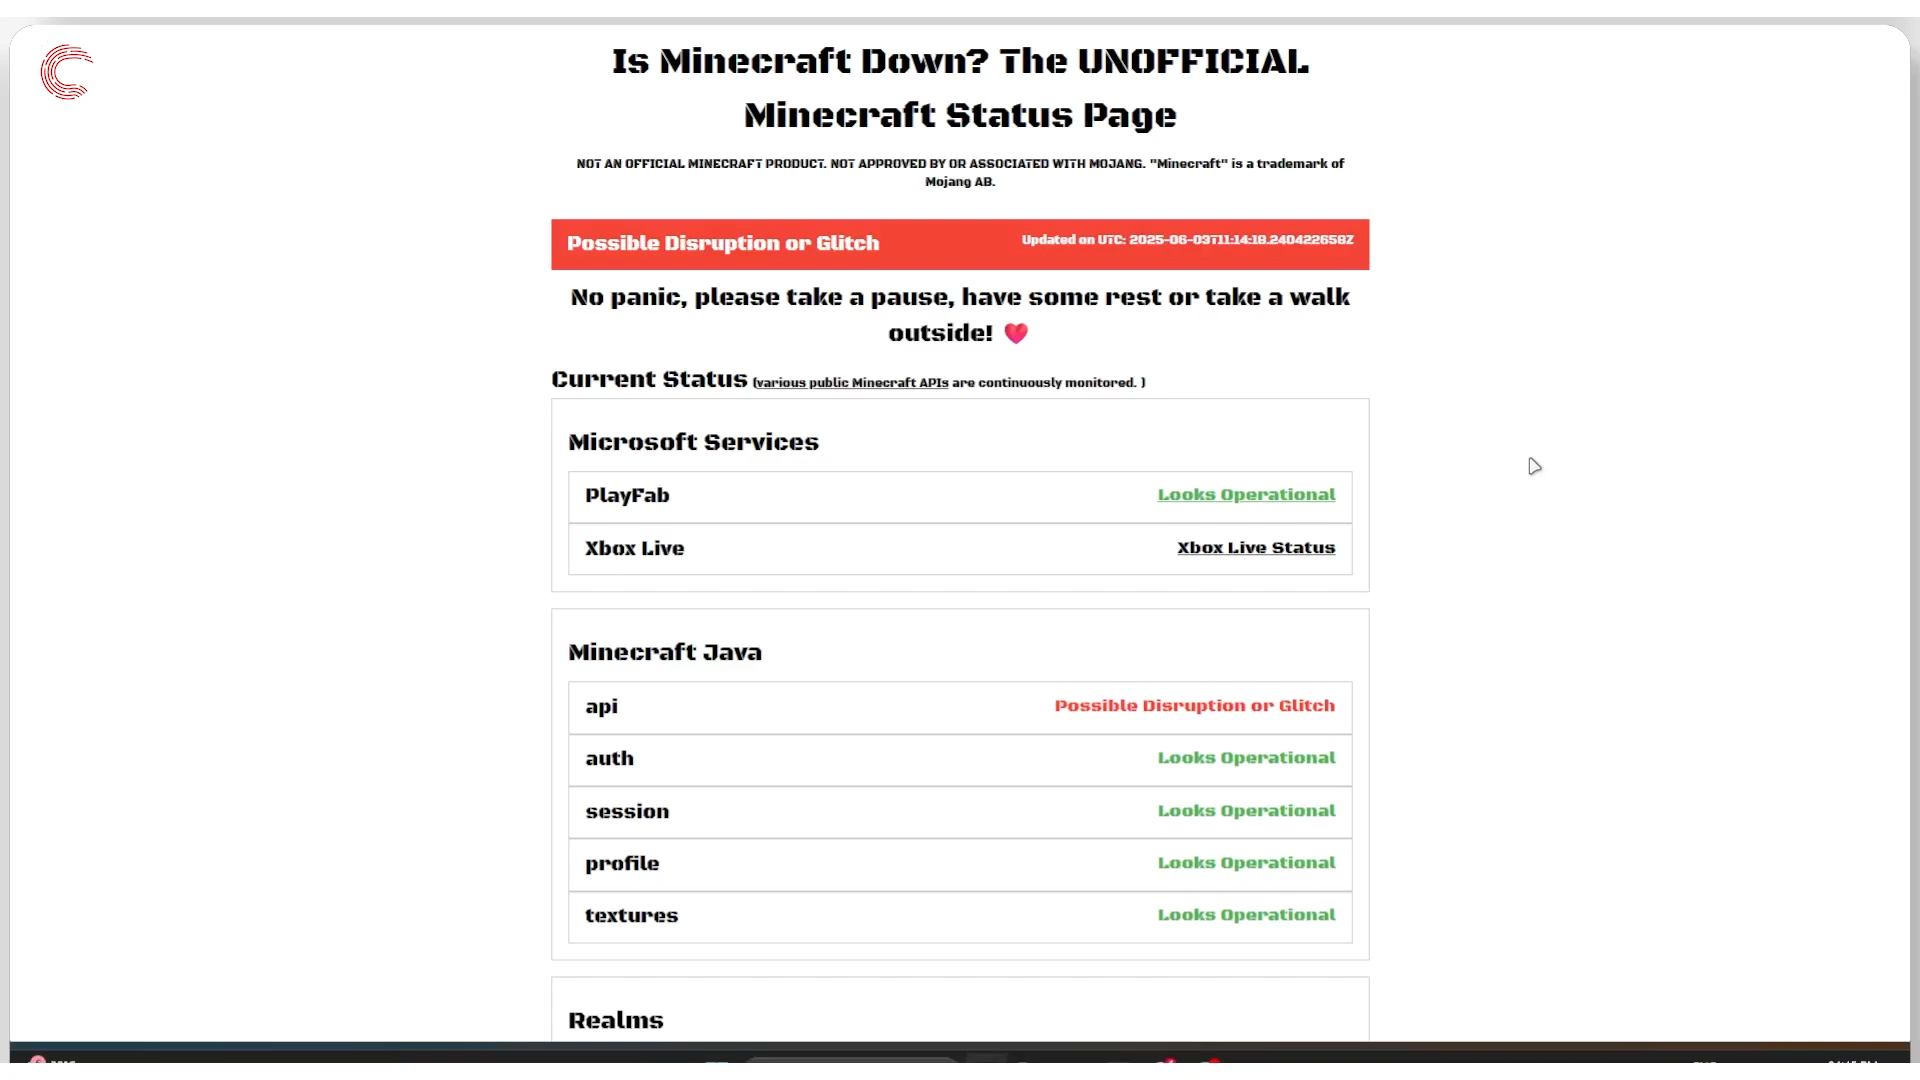 Is Minecraft Down? The UNOFFICIAL
Minecraft Status Page
NOT AN OFFICIAL MINECRAFT PRODUCT. NOT APPROVED BY OR ASSOCIATED WITH MOJANG. "Minecraft" is a trademark of
Mojang AB.
Possible Disruption or Glitch
Updated on UTC: 2025-06-03T11:14:18.240422658Z
No panic, please take a pause, have some rest or take a walk
outside! ❤️
Current Status (various public Minecraft APIs are continuously monitored. )
Microsoft Services
PlayFab
Looks Operational
Xbox Live
Xbox Live Status
Minecraft Java
api
Possible Disruption or Glitch
auth
Looks Operational
session
Looks Operational
profile
Looks Operational
textures
Looks Operational
Realms